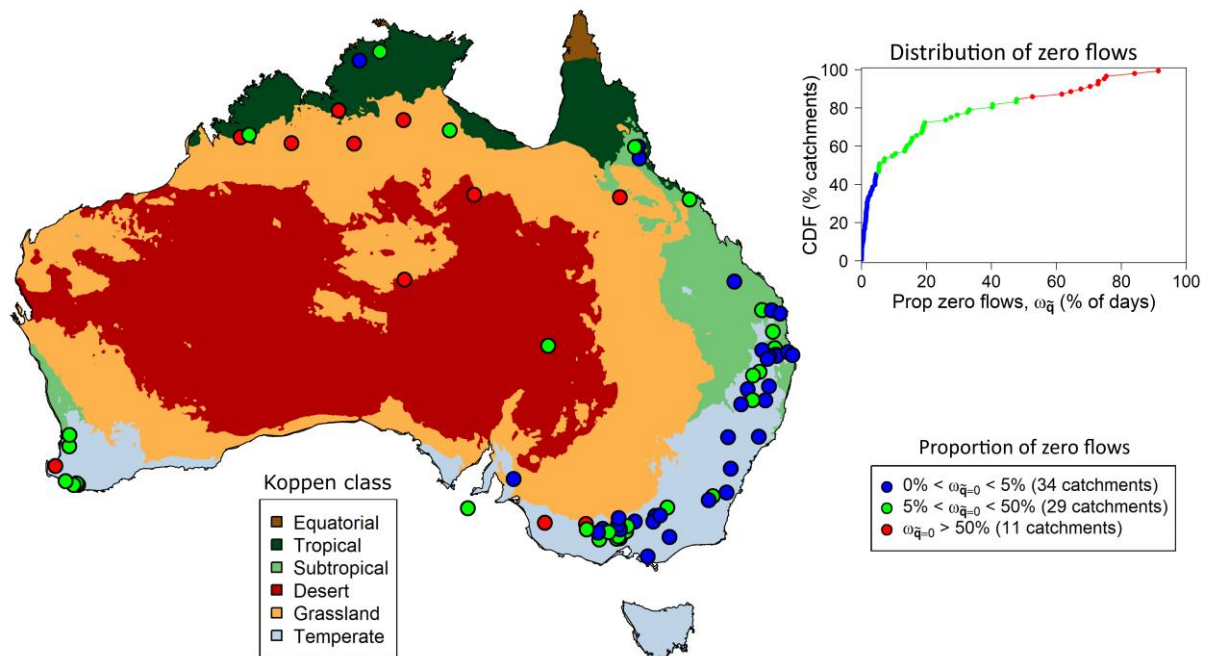 Distribution of zero flows
CDF (% catchments)
100
80
60
40
20
0
0 20 40 60 80 100
Prop zero flows, ω_q̃ (% of days)
Proportion of zero flows
0% < ω_q̃=0 < 5% (34 catchments)
5% < ω_q̃=0 < 50% (29 catchments)
ω_q̃=0 > 50% (11 catchments)
Koppen class
Equatorial
Tropical
Subtropical
Desert
Grassland
Temperate